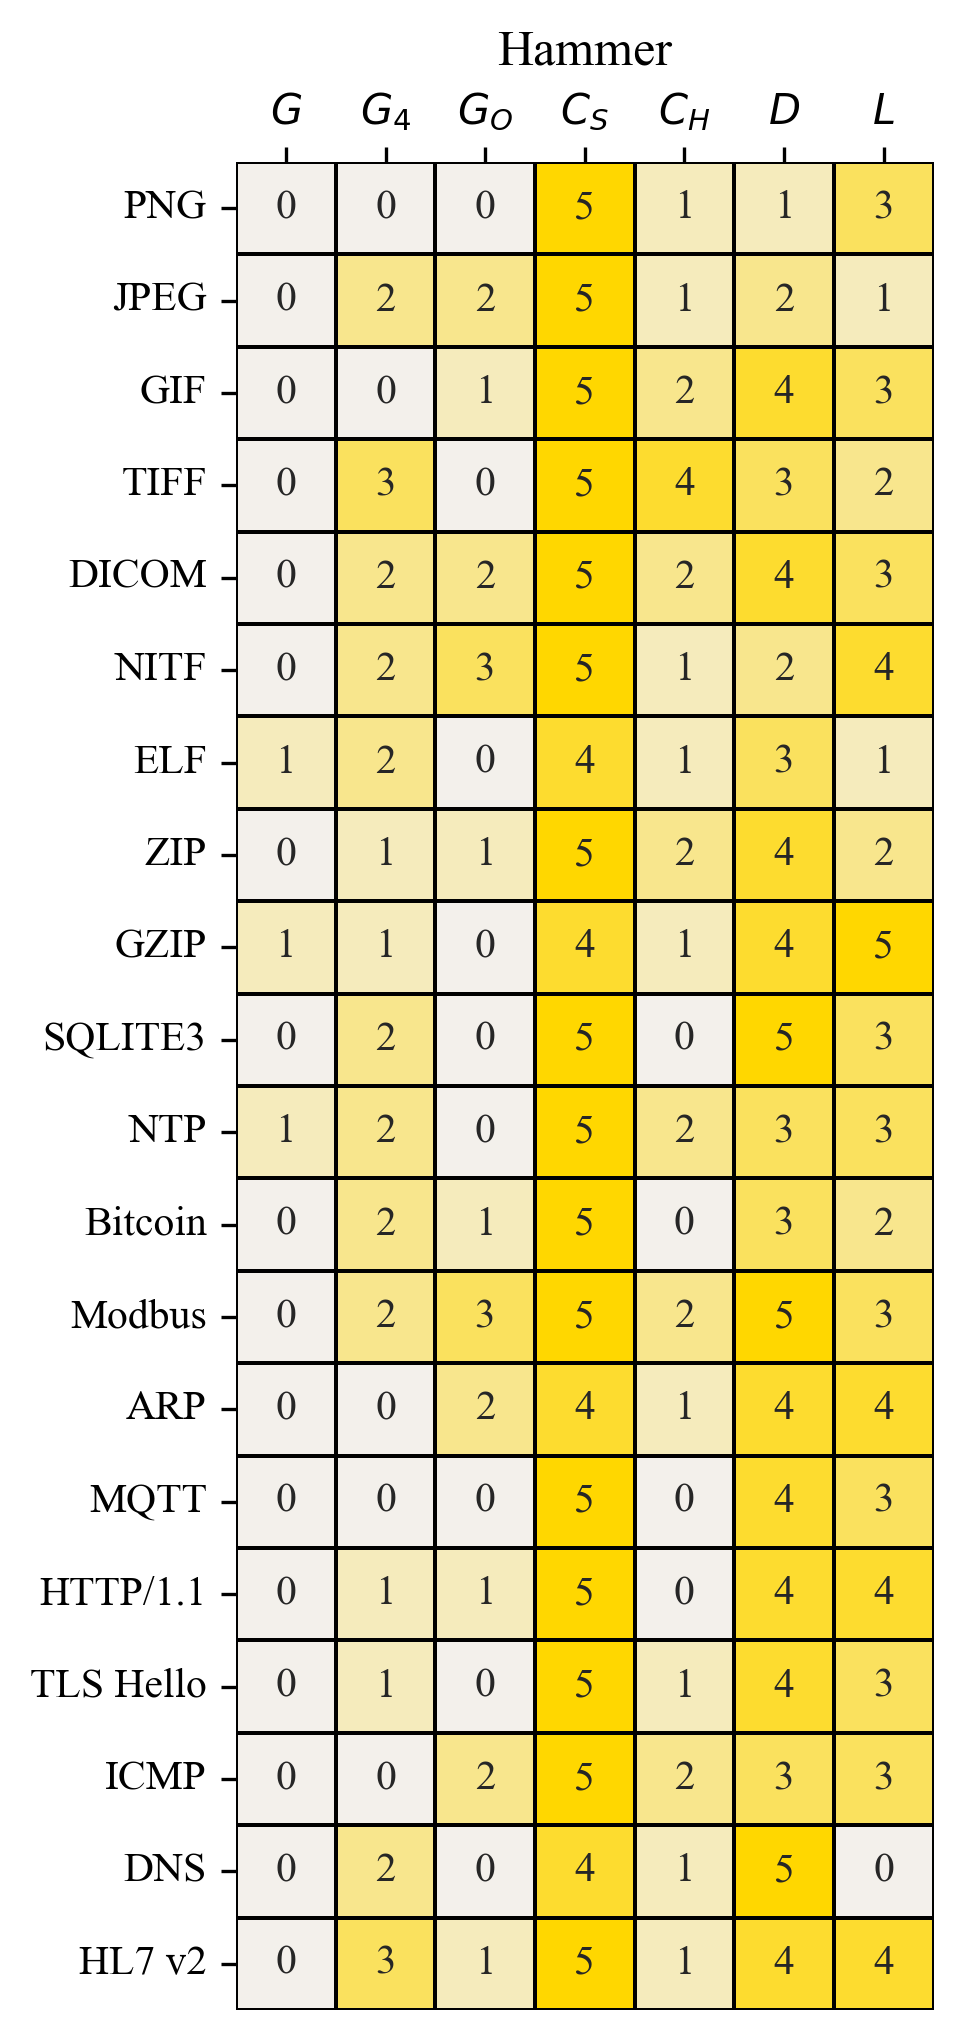 Hammer
G G₄ G_O C_S C_H D L
PNG 0 0 0 5 1 1 3
JPEG 0 2 2 5 1 2 1
GIF 0 0 1 5 2 4 3
TIFF 0 3 0 5 4 3 2
DICOM 0 2 2 5 2 4 3
NITF 0 2 3 5 1 2 4
ELF 1 2 0 4 1 3 1
ZIP 0 1 1 5 2 4 2
GZIP 1 1 0 4 1 4 5
SQLITE3 0 2 0 5 0 5 3
NTP 1 2 0 5 2 3 3
Bitcoin 0 2 1 5 0 3 2
Modbus 0 2 3 5 2 5 3
ARP 0 0 2 4 1 4 4
MQTT 0 0 0 5 0 4 3
HTTP/1.1 0 1 1 5 0 4 4
TLS Hello 0 1 0 5 1 4 3
ICMP 0 0 2 5 2 3 3
DNS 0 2 0 4 1 5 0
HL7 v2 0 3 1 5 1 4 4